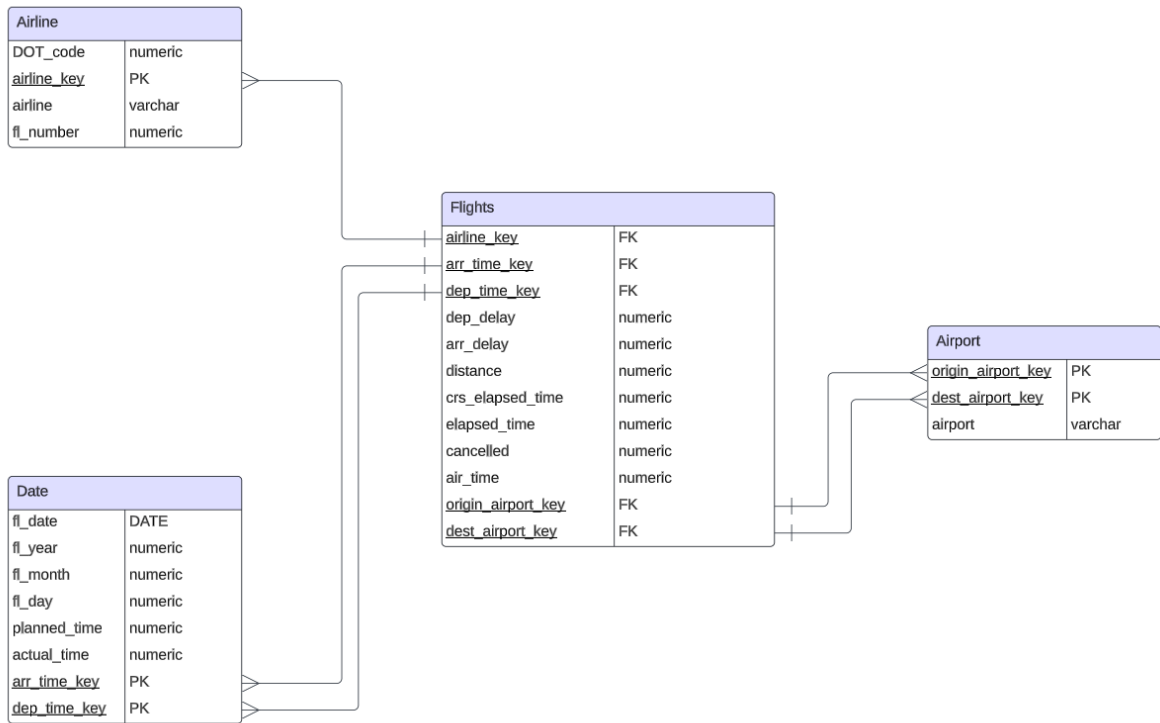 Airline
DOT_code numeric
airline_key PK
airline varchar
fl_number numeric
Flights
airline_key FK
arr_time_key FK
dep_time_key FK
dep_delay numeric
arr_delay numeric
distance numeric
crs_elapsed_time numeric
elapsed_time numeric
cancelled numeric
air_time numeric
origin_airport_key FK
dest_airport_key FK
Airport
origin_airport_key PK
dest_airport_key PK
airport varchar
Date
fl_date DATE
fl_year numeric
fl_month numeric
fl_day numeric
planned_time numeric
actual_time numeric
arr_time_key PK
dep_time_key PK